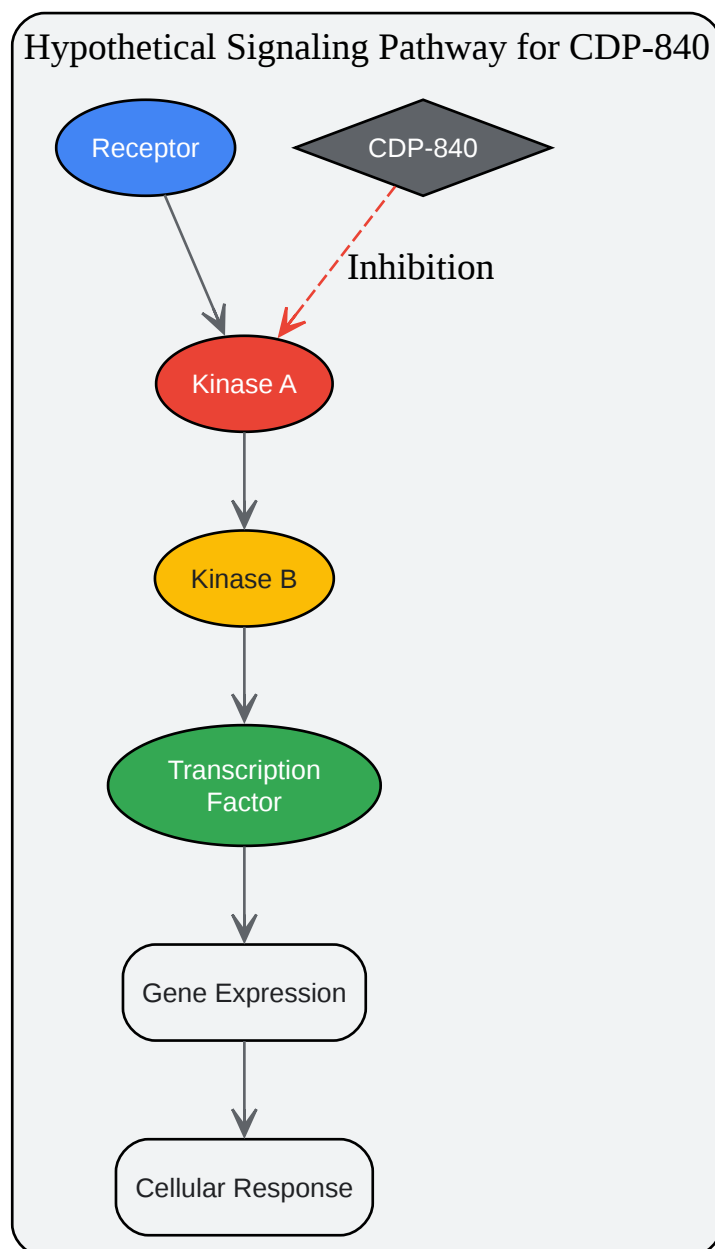 Hypothetical Signaling Pathway for CDP-840
Receptor
CDP-840
Inhibition
Kinase A
Kinase B
Transcription
Factor
Gene Expression
Cellular Response